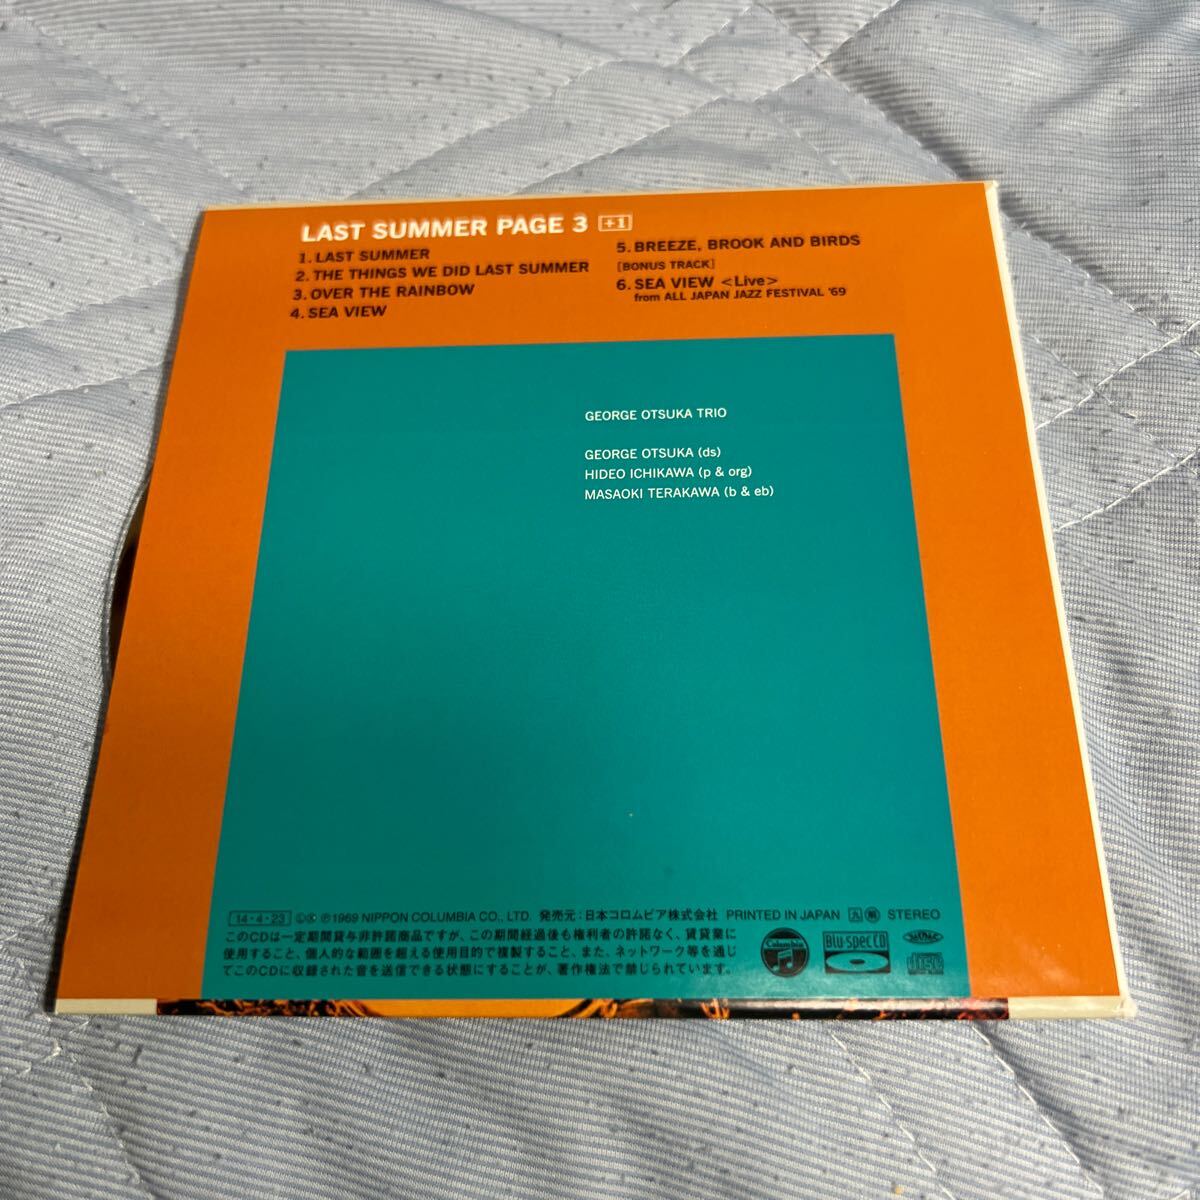 LAST SUMMER PAGE 3 +1
1. LAST SUMMER
2. THE THINGS WE DID LAST SUMMER
3. OVER THE RAINBOW
4. SEA VIEW
5. BREEZE, BROOK AND BIRDS
[BONUS TRACK]
6. SEA VIEW <Live>
from ALL JAPAN JAZZ FESTIVAL '69
GEORGE OTSUKA TRIO
GEORGE OTSUKA (ds)
HIDEO ICHIKAWA (p & org)
MASAOKI TERAKAWA (b & eb)
14・4・23 Ⓛ Ⓧ ℗1969 NIPPON COLUMBIA CO., LTD. 発売元:日本コロムビア株式会社 PRINTED IN JAPAN 九 STEREO
このCDは一定期間貸与非許諾商品ですが、この期間経過後も権利者の許諾なく、賃貸業に
使用すること、個人的な範囲を超える使用目的で複製すること、また、ネットワーク等を通じ
てこのCDに収録された音を送信できる状態にすることが、著作権法で禁じられています。
Columbia
Blu-spec CD
disc